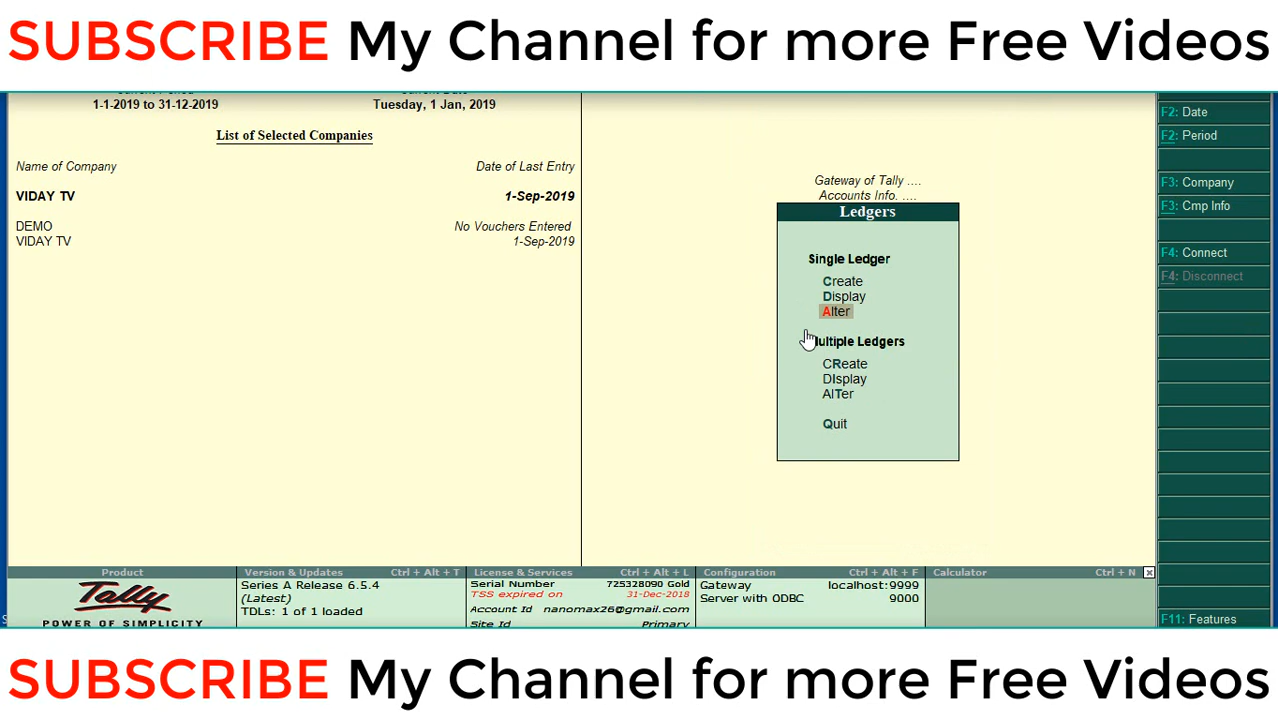 SUBSCRIBE My Channel for more Free Videos
1-1-2019 to 31-12-2019
Tuesday, 1 Jan, 2019
List of Selected Companies
Name of Company
Date of Last Entry
VIDAY TV
1-Sep-2019
DEMO
No Vouchers Entered
VIDAY TV
1-Sep-2019
Gateway of Tally ....
Accounts Info. ....
Ledgers
Single Ledger
Create
Display
Alter
Multiple Ledgers
CReate
DIsplay
AlTer
Quit
F2: Date
F2: Period
F3: Company
F3: Cmp Info
F4: Connect
F4: Disconnect
F11: Features
Product
Tally
POWER OF SIMPLICITY
Version & Updates Ctrl + Alt + T
Series A Release 6.5.4
(Latest)
TDLs: 1 of 1 loaded
License & Services Ctrl + Alt + L
Serial Number 725328090 Gold
TSS expired on 31-Dec-2018
Account Id nanomax26@gmail.com
Site Id Primary
Configuration Ctrl + Alt + F
Gateway localhost:9999
Server with ODBC 9000
Calculator Ctrl + N
SUBSCRIBE My Channel for more Free Videos